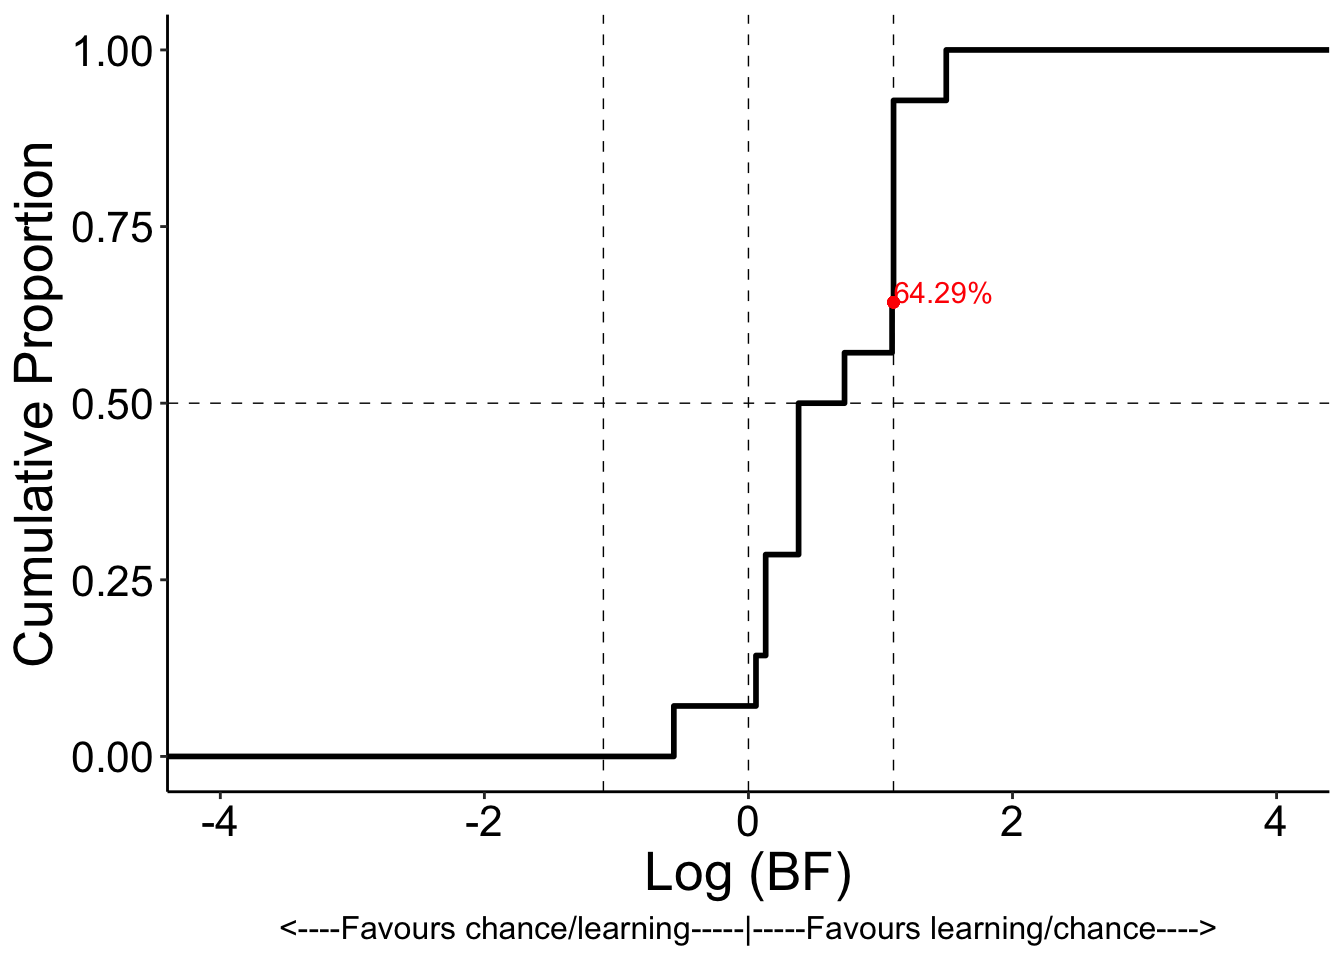 Cumulative Proportion
1.00
0.75
0.50
0.25
0.00
64.29%
-4 -2 0 2 4
Log (BF)
<----Favours chance/learning-----|-----Favours learning/chance---->